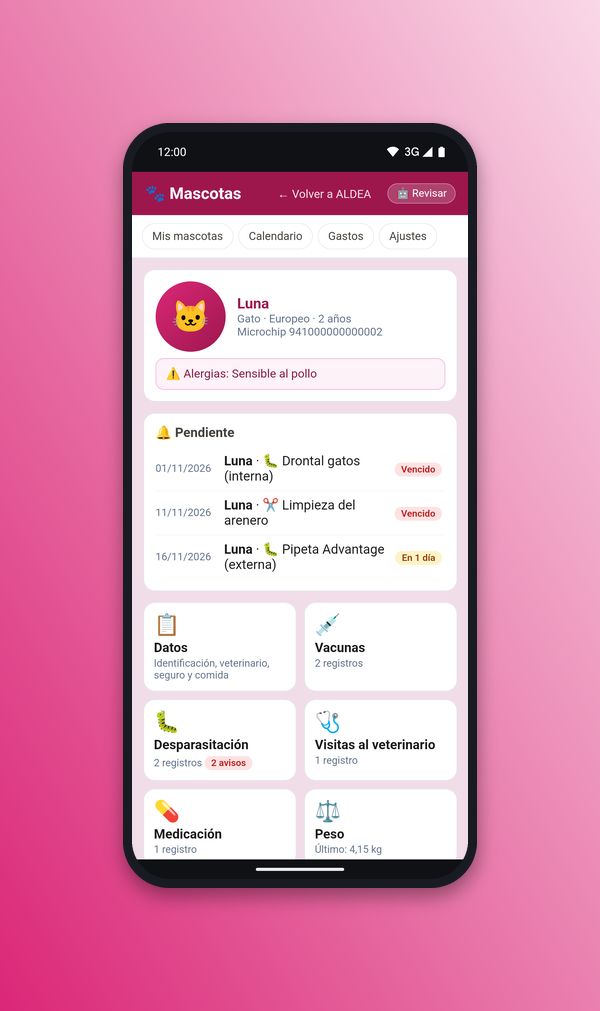 12:00
3G
🐾 Mascotas
← Volver a ALDEA
🤖 Revisar
Mis mascotas
Calendario
Gastos
Ajustes
Luna
Gato · Europeo · 2 años
Microchip 941000000000002
⚠️ Alergias: Sensible al pollo
🔔 Pendiente
01/11/2026
Luna · 🐛 Drontal gatos
(interna)
Vencido
11/11/2026
Luna · ✂️ Limpieza del
arenero
Vencido
16/11/2026
Luna · 🐛 Pipeta Advantage
(externa)
En 1 día
Datos
Identificación, veterinario,
seguro y comida
Vacunas
2 registros
Desparasitación
2 registros
2 avisos
Visitas al veterinario
1 registro
Medicación
1 registro
Peso
Último: 4,15 kg